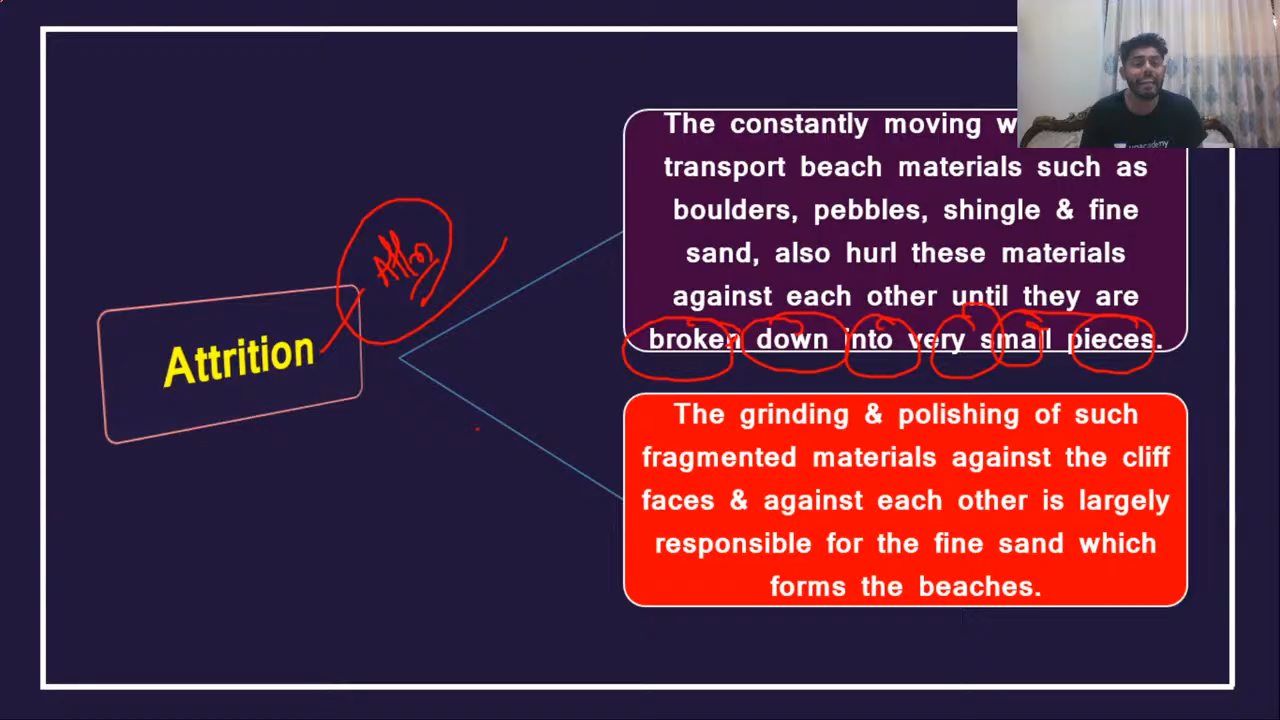 Attrition
The constantly moving w
transport beach materials such as
boulders, pebbles, shingle & fine
sand, also hurl these materials
against each other until they are
broken down into very small pieces.
The grinding & polishing of such
fragmented materials against the cliff
faces & against each other is largely
responsible for the fine sand which
forms the beaches.